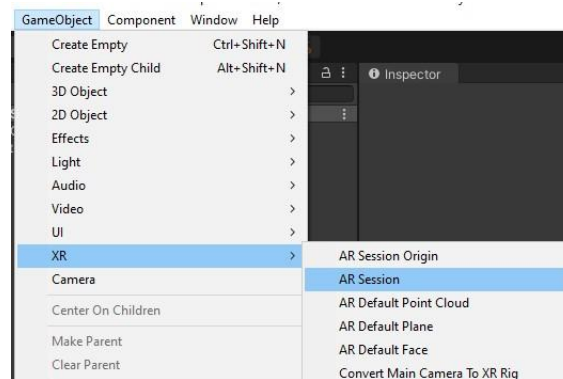 GameObject Component Window Help
Create Empty Ctrl+Shift+N
Create Empty Child Alt+Shift+N
3D Object >
2D Object >
Effects >
Light >
Audio >
Video >
UI >
XR >
Camera
Center On Children
Make Parent
Clear Parent
Inspector
AR Session Origin
AR Session
AR Default Point Cloud
AR Default Plane
AR Default Face
Convert Main Camera To XR Rig